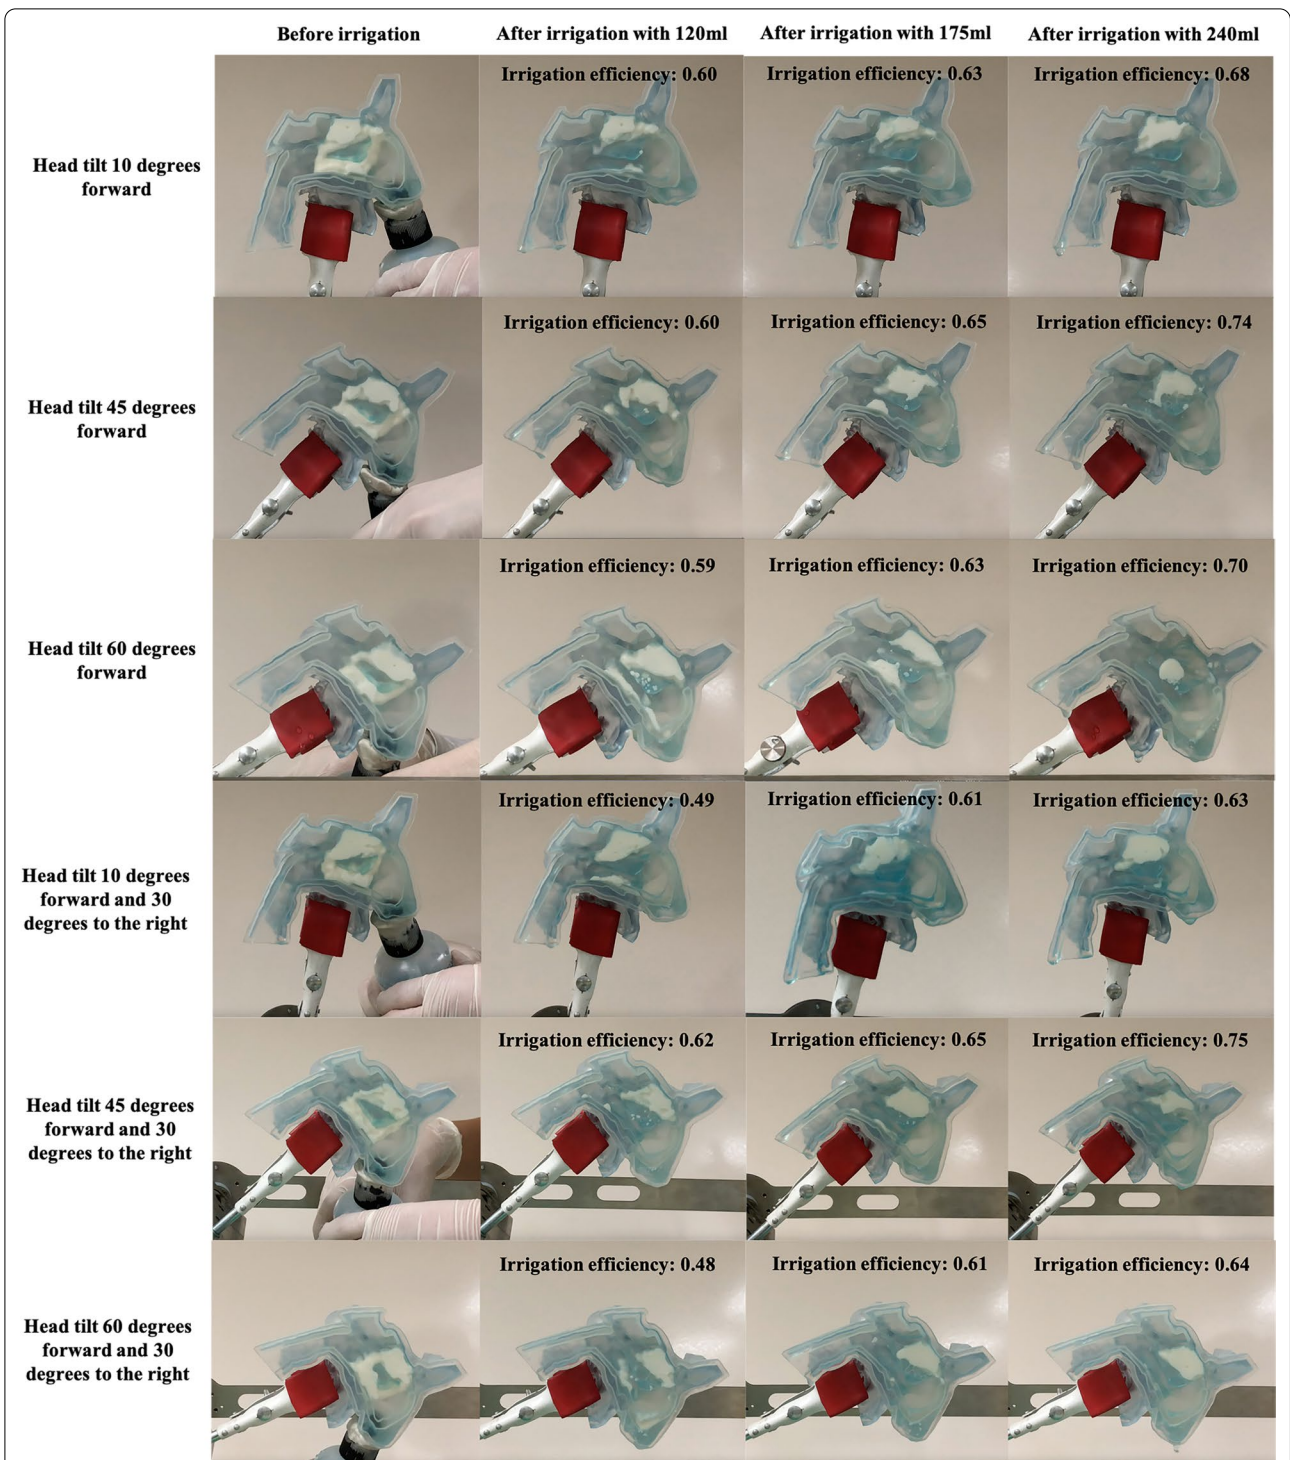 Before irrigation
After irrigation with 120ml
After irrigation with 175ml
After irrigation with 240ml
Head tilt 10 degrees
forward
Irrigation efficiency: 0.60
Irrigation efficiency: 0.63
Irrigation efficiency: 0.68
Head tilt 45 degrees
forward
Irrigation efficiency: 0.60
Irrigation efficiency: 0.65
Irrigation efficiency: 0.74
Head tilt 60 degrees
forward
Irrigation efficiency: 0.59
Irrigation efficiency: 0.63
Irrigation efficiency: 0.70
Head tilt 10 degrees
forward and 30
degrees to the right
Irrigation efficiency: 0.49
Irrigation efficiency: 0.61
Irrigation efficiency: 0.63
Head tilt 45 degrees
forward and 30
degrees to the right
Irrigation efficiency: 0.62
Irrigation efficiency: 0.65
Irrigation efficiency: 0.75
Head tilt 60 degrees
forward and 30
degrees to the right
Irrigation efficiency: 0.48
Irrigation efficiency: 0.61
Irrigation efficiency: 0.64